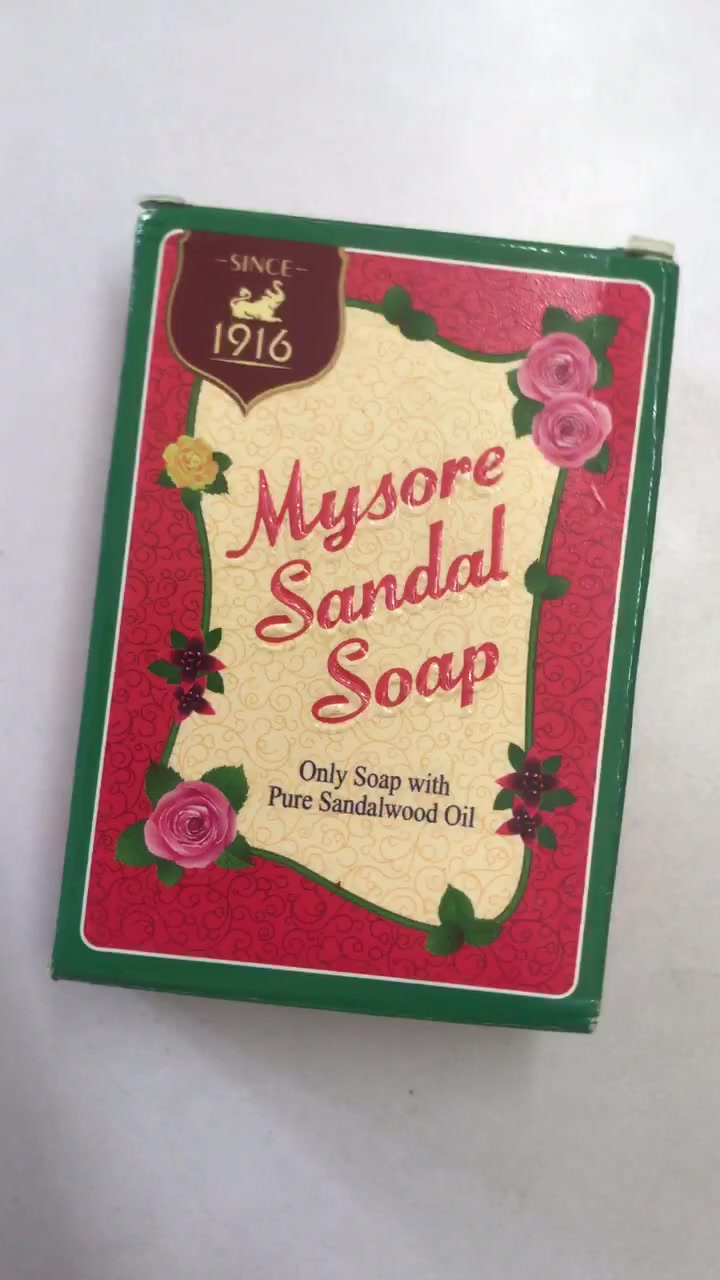 -SINCE-
1916
Mysore
Sandal
Soap
Only Soap with
Pure Sandalwood Oil